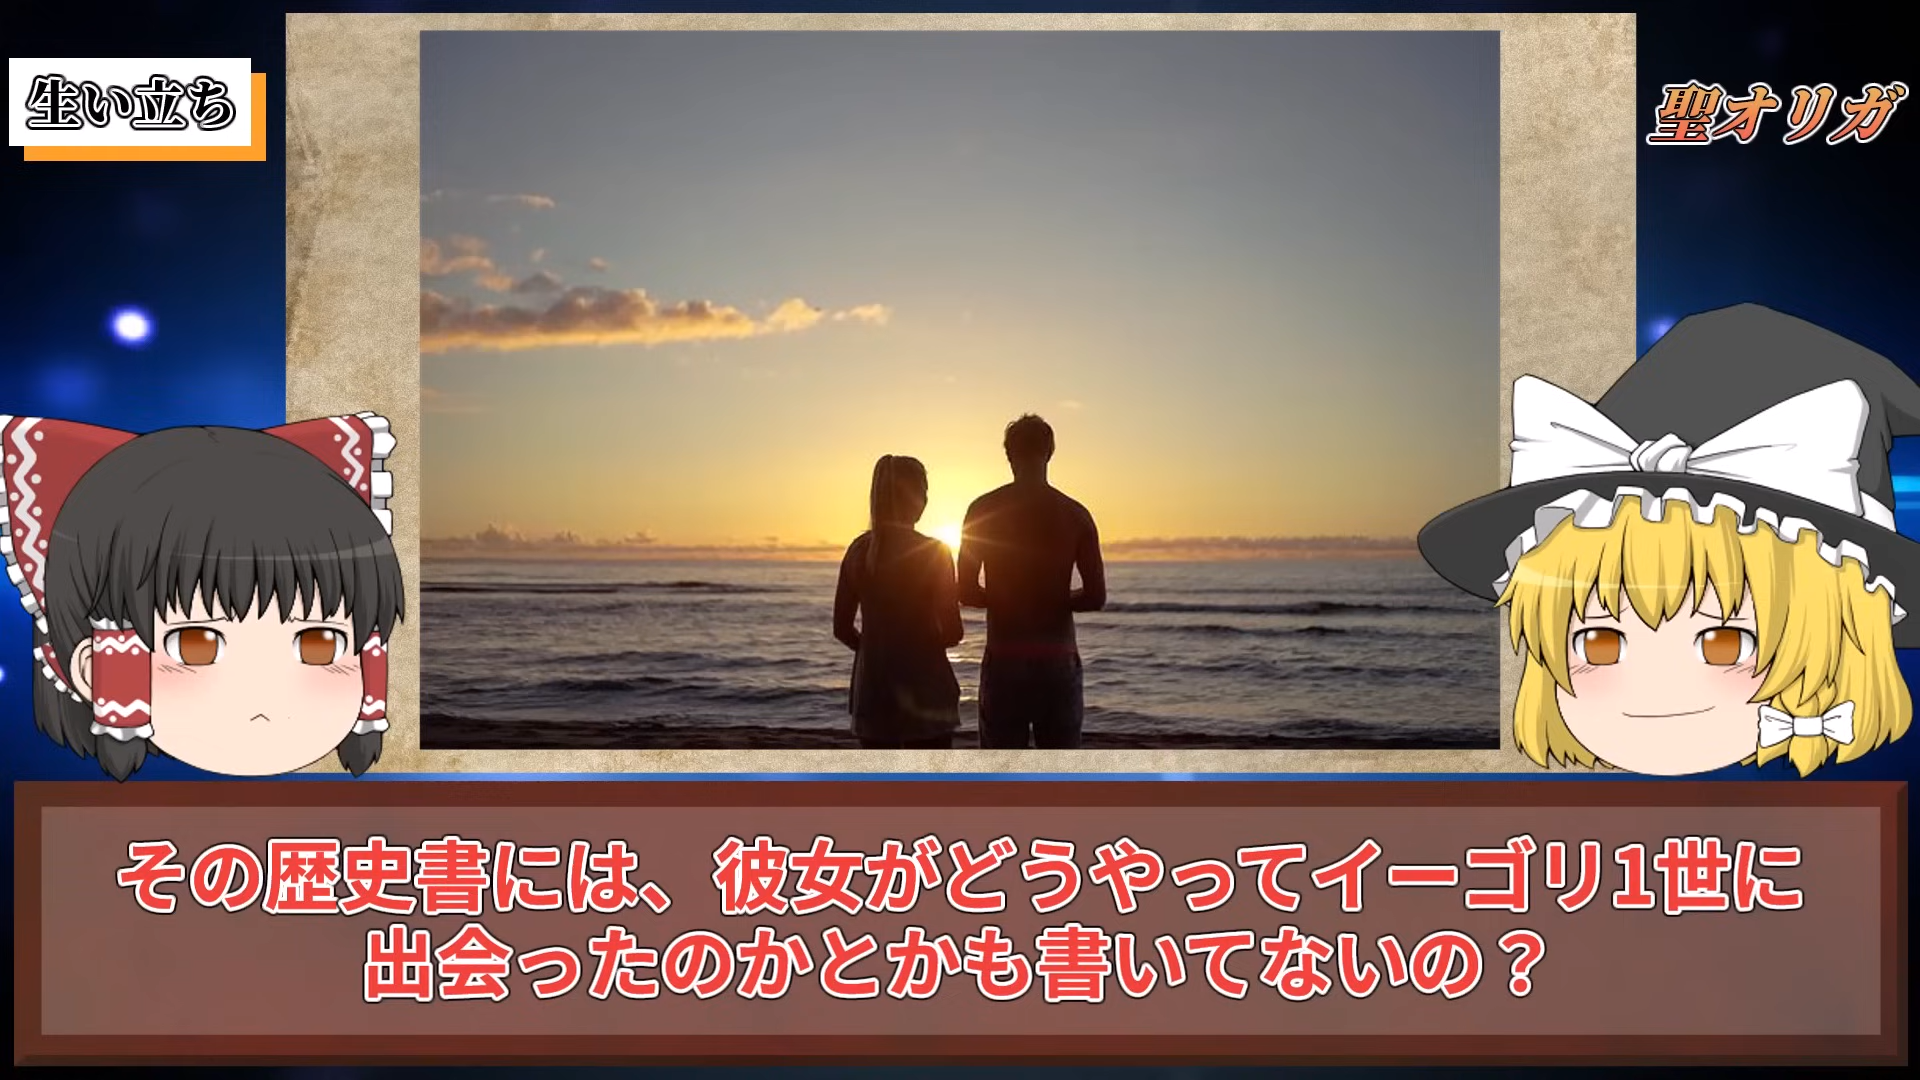 生い立ち
聖オリガ
その歴史書には、彼女がどうやってイーゴリ1世に
出会ったのかとかも書いてないの？